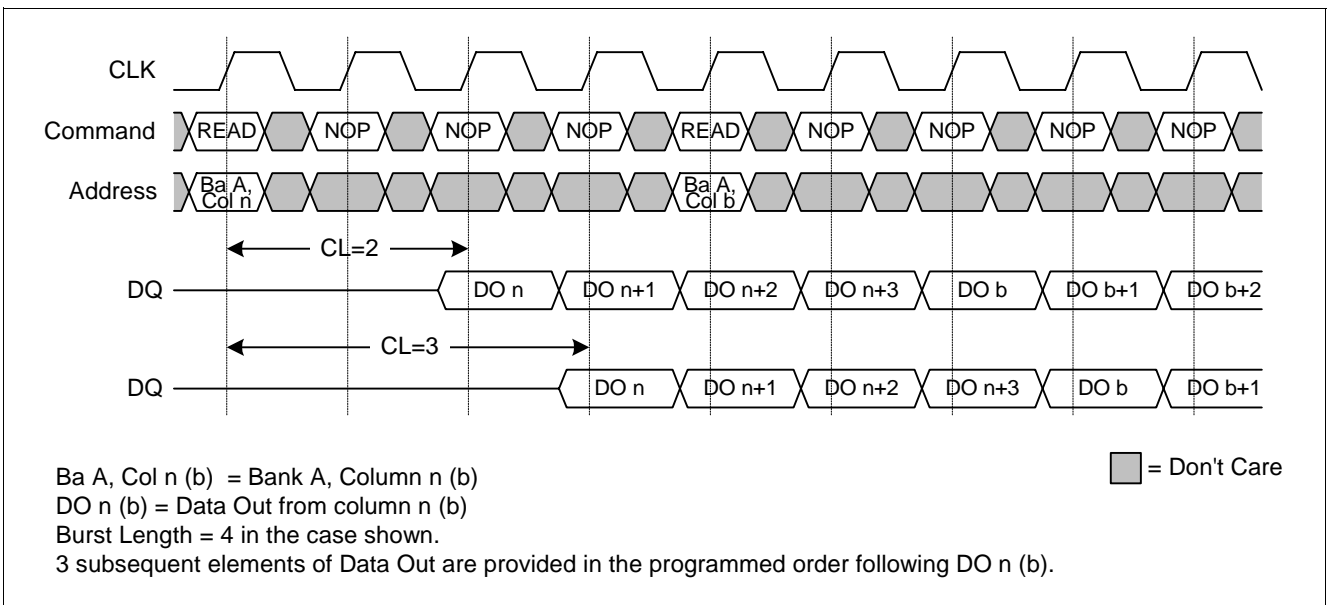 CLK
Command READ NOP NOP NOP READ NOP NOP NOP NOP
Address Ba A, Col n Ba A, Col b
CL=2
DQ DO n DO n+1 DO n+2 DO n+3 DO b DO b+1 DO b+2
CL=3
DQ DO n DO n+1 DO n+2 DO n+3 DO b DO b+1
Ba A, Col n (b) = Bank A, Column n (b)
= Don't Care
DO n (b) = Data Out from column n (b)
Burst Length = 4 in the case shown.
3 subsequent elements of Data Out are provided in the programmed order following DO n (b).